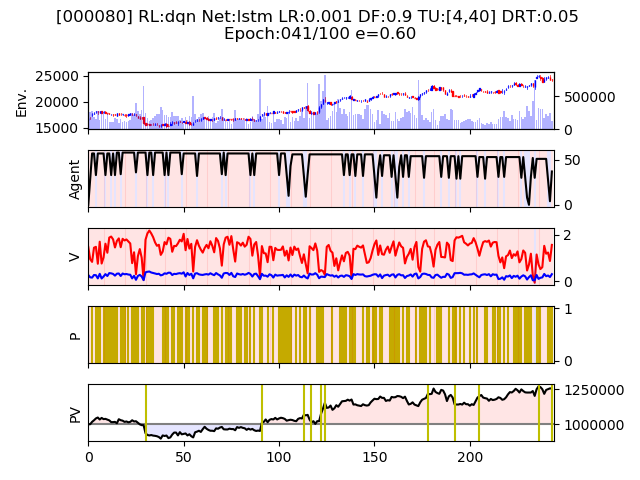 [000080] RL:dqn Net:lstm LR:0.001 DF:0.9 TU:[4,40] DRT:0.05
Epoch:041/100 e=0.60
Env.
25000
20000
15000
500000
0
Agent
50
0
V
2
0
P
1
0
PV
1250000
1000000
0 50 100 150 200